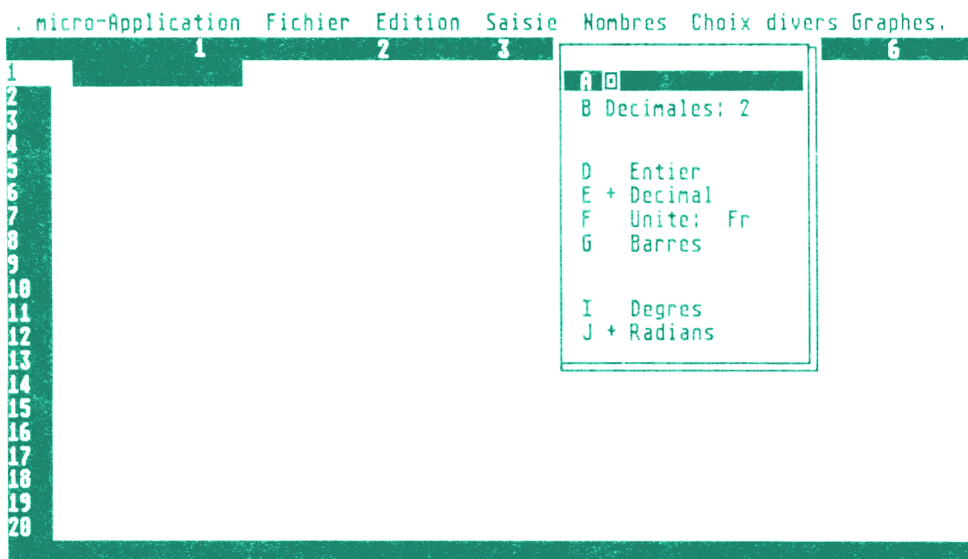 . micro-Application Fichier Edition Saisie Nombres Choix divers Graphes.
1 2 3 6
1
2
3
4
5
6
7
8
9
10
11
12
13
14
15
16
17
18
19
20
A
B Decimales: 2
D Entier
E + Decimal
F Unite: Fr
G Barres
I Degres
J + Radians